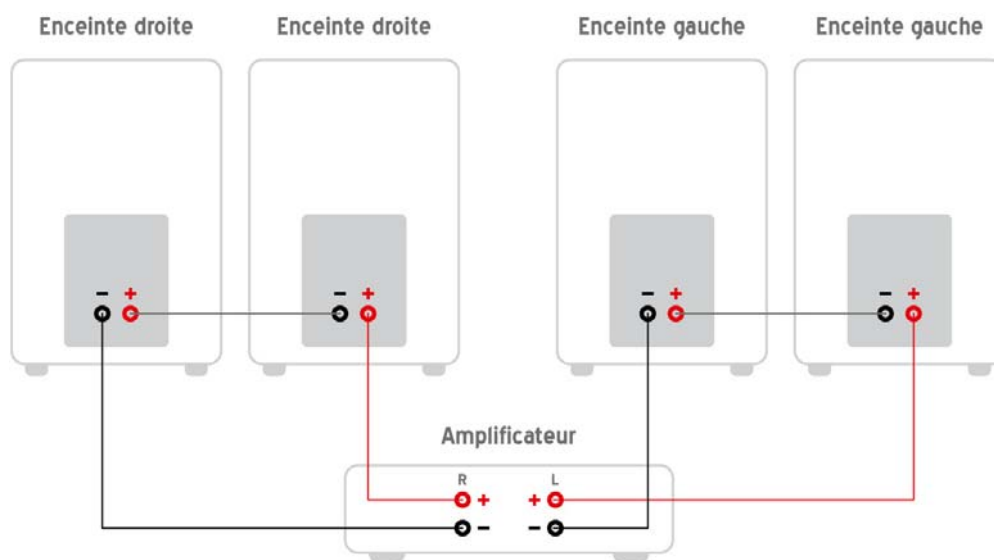 Enceinte droite Enceinte droite Enceinte gauche Enceinte gauche
− + − + − + − +
Amplificateur
R L
+ +
− −